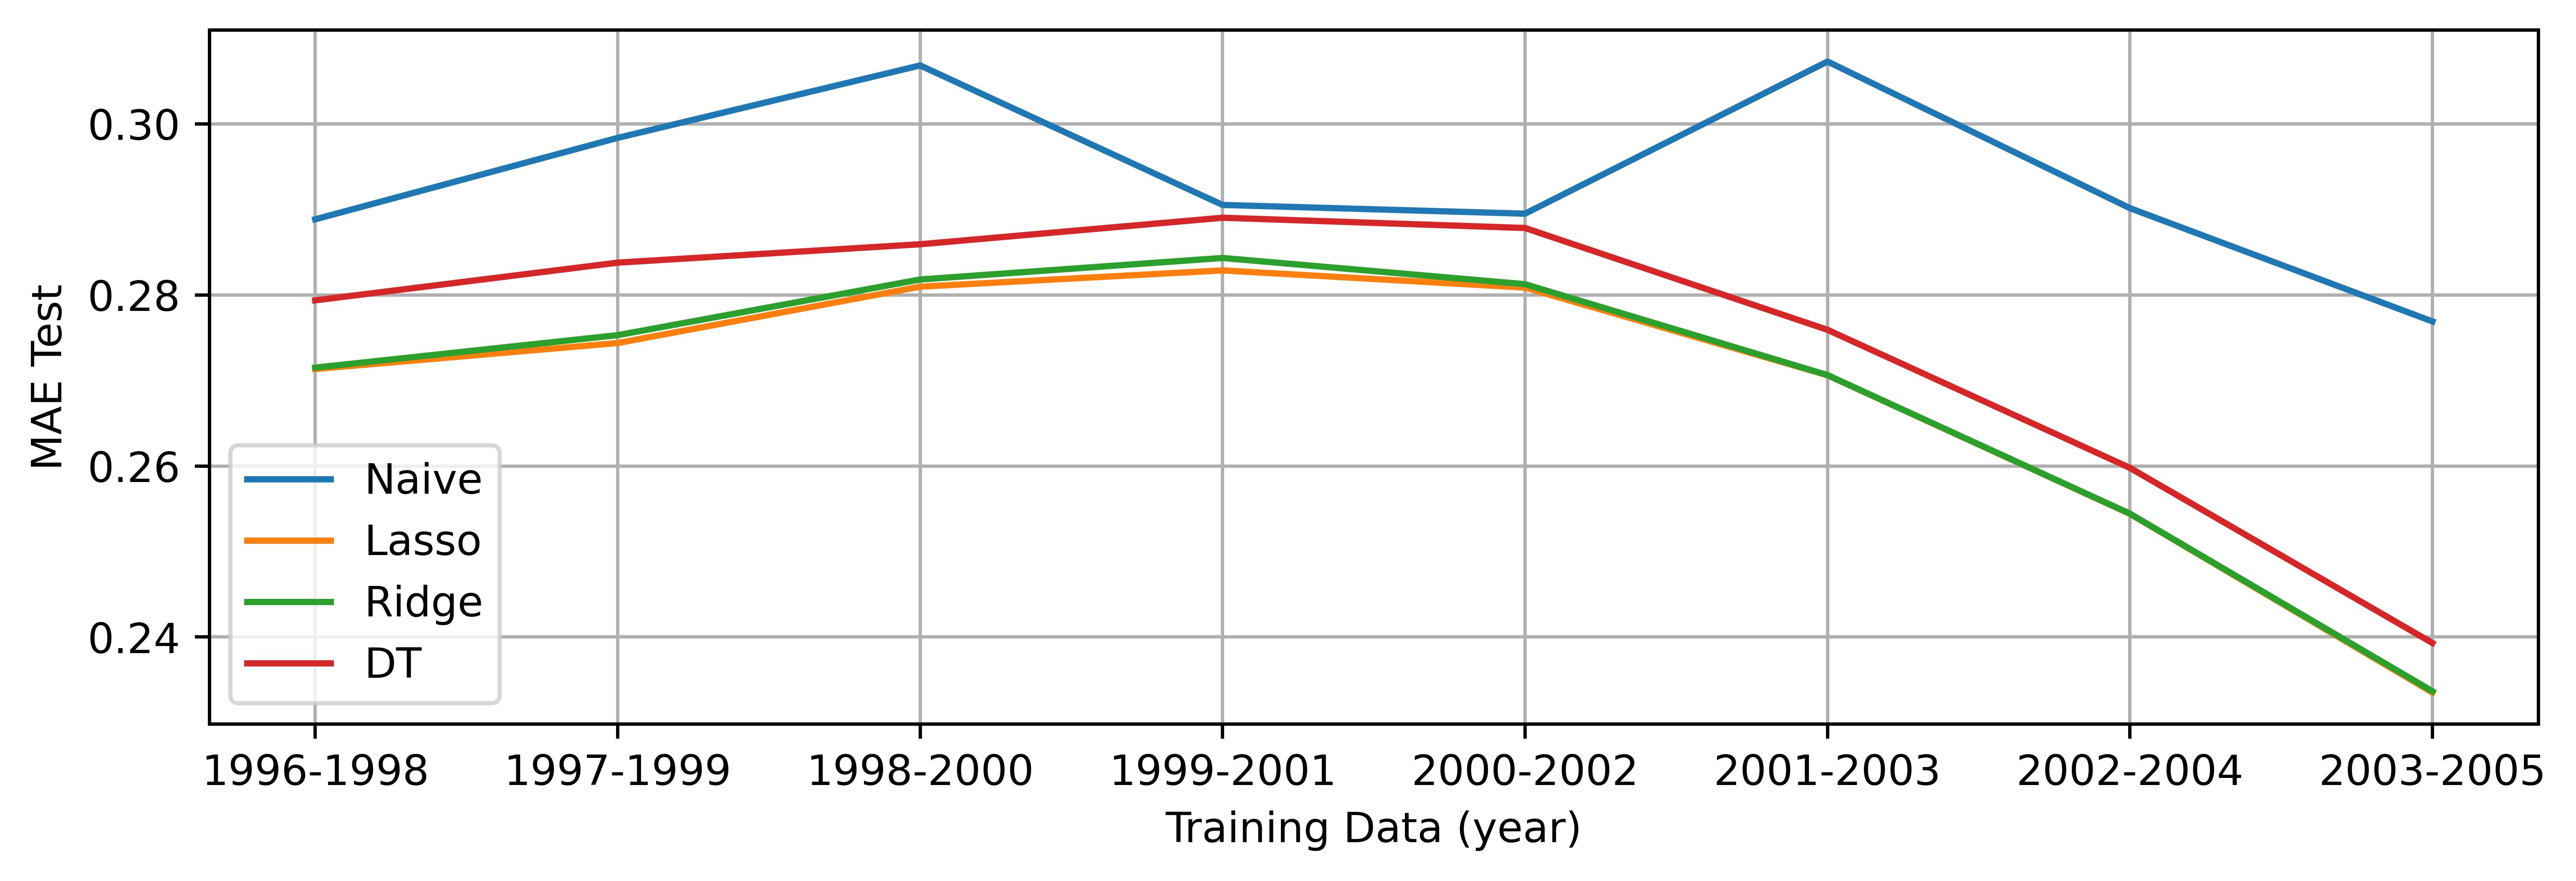 MAE Test
0.30
0.28
0.26
0.24
Naive
Lasso
Ridge
DT
1996-1998 1997-1999 1998-2000 1999-2001 2000-2002 2001-2003 2002-2004 2003-2005
Training Data (year)